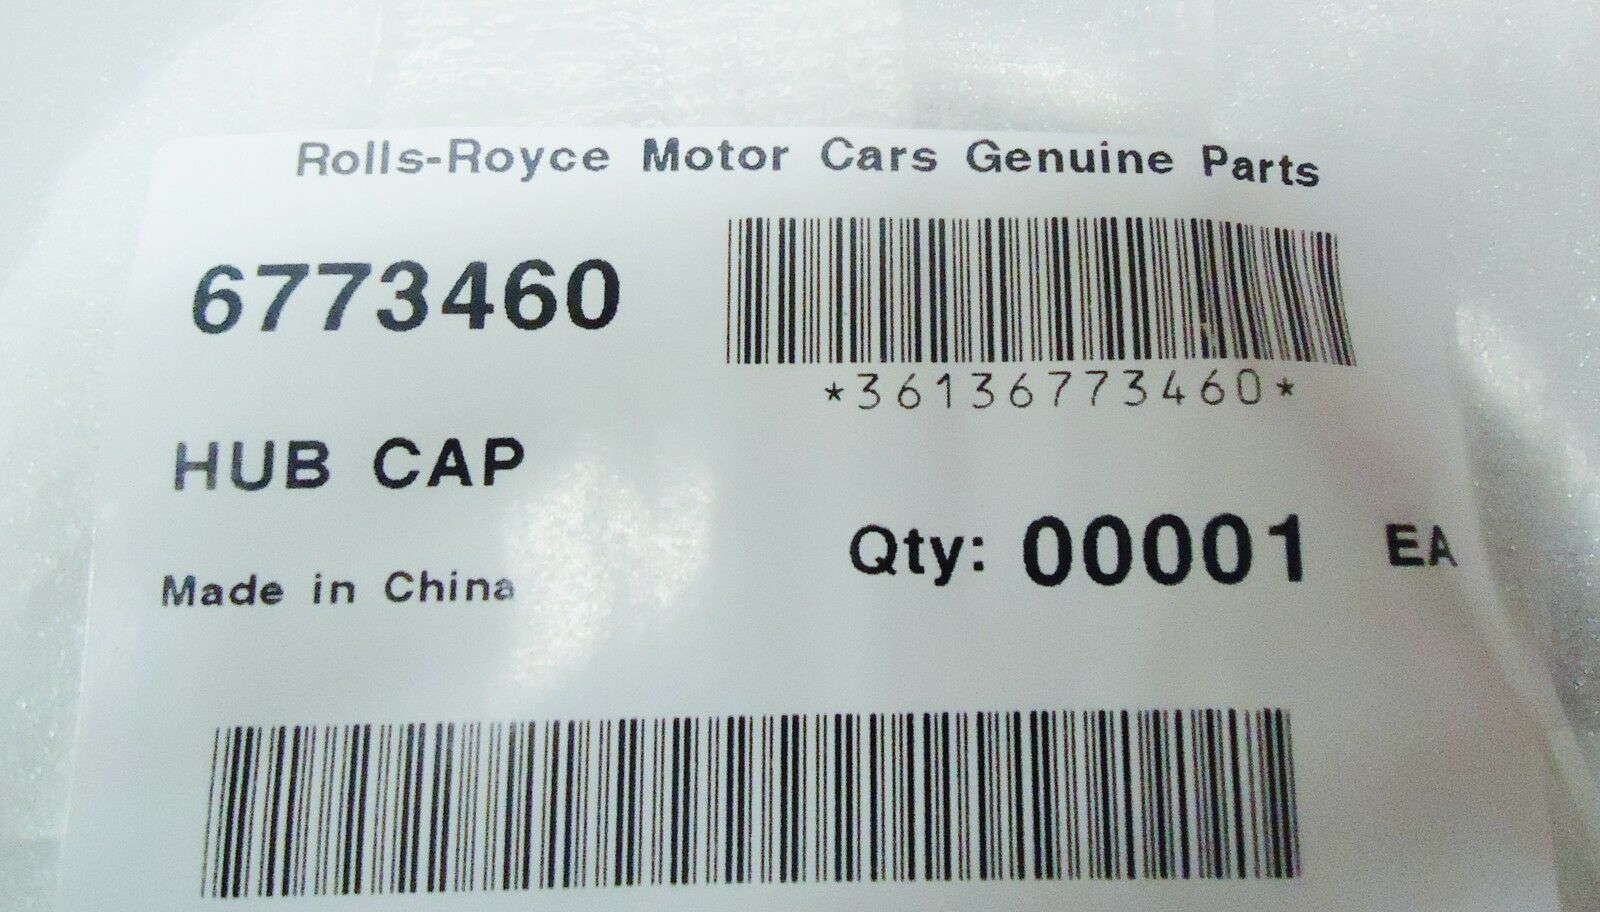 Rolls-Royce Motor Cars Genuine Parts
6773460
*36136773460*
HUB CAP
Qty: 00001 EA
Made in China